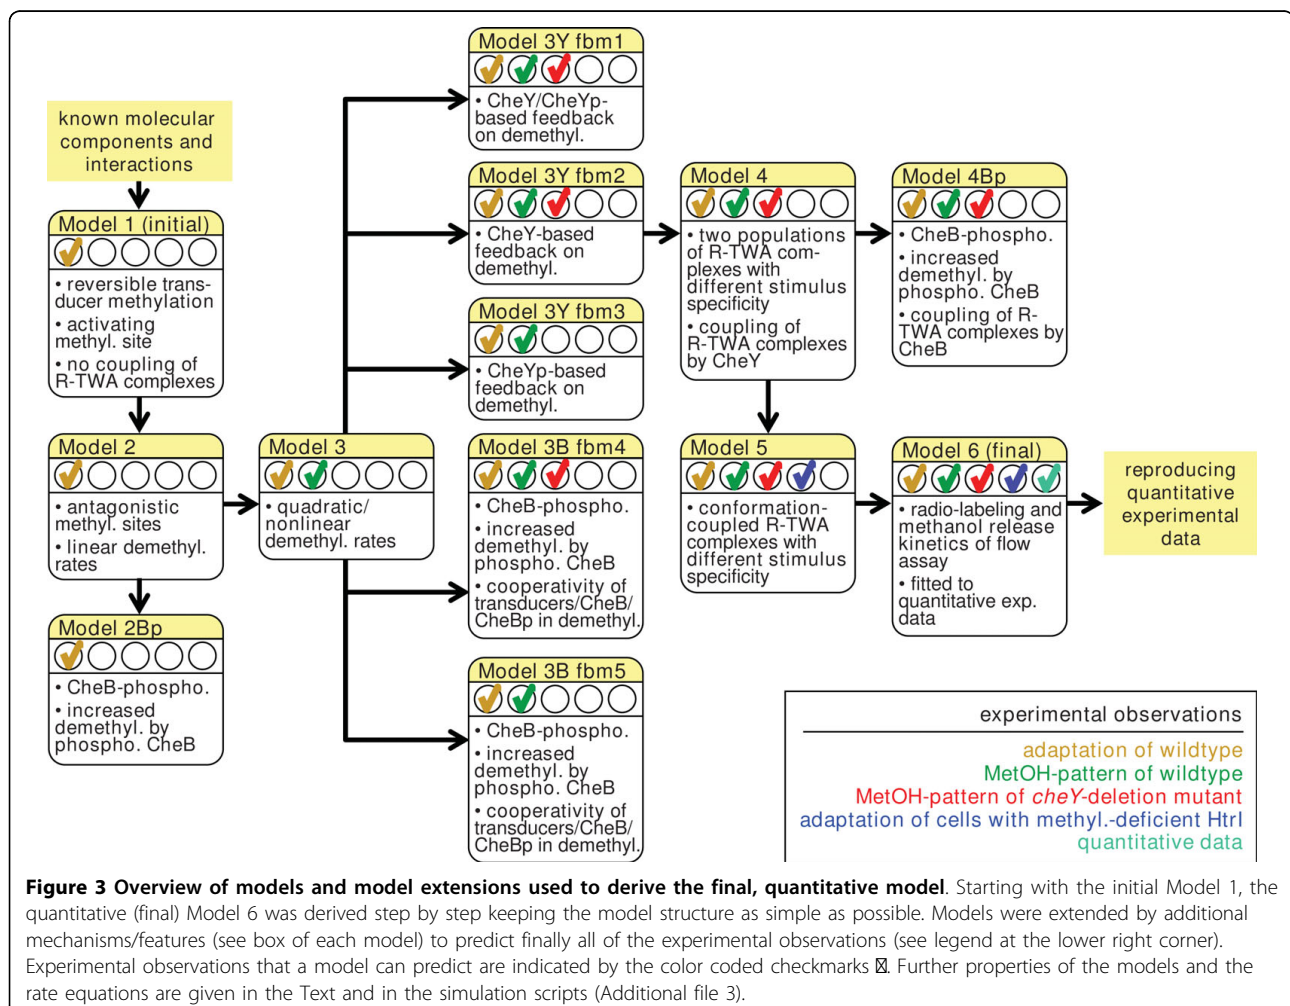 known molecular
components and
interactions
Model 1 (initial)
• reversible trans-
ducer methylation
• activating
methyl. site
• no coupling of
R-TWA complexes
Model 2
• antagonistic
methyl. sites
• linear demethyl.
rates
Model 2Bp
• CheB-phospho.
• increased
demethyl. by
phospho. CheB
Model 3
• quadratic/
nonlinear
demethyl. rates
Model 3Y fbm1
• CheY/CheYp-
based feedback
on demethyl.
Model 3Y fbm2
• CheY-based
feedback on
demethyl.
Model 3Y fbm3
• CheYp-based
feedback on
demethyl.
Model 3B fbm4
• CheB-phospho.
• increased
demethyl. by
phospho. CheB
• cooperativity of
transducers/CheB/
CheBp in demethyl.
Model 3B fbm5
• CheB-phospho.
• increased
demethyl. by
phospho. CheB
• cooperativity of
transducers/CheB/
CheBp in demethyl.
Model 4
• two populations
of R-TWA com-
plexes with
different stimulus
specificity
• coupling of
R-TWA complexes
by CheY
Model 4Bp
• CheB-phospho.
• increased
demethyl. by
phospho. CheB
• coupling of R-
TWA complexes by
CheB
Model 5
• conformation-
coupled R-TWA
complexes with
different stimulus
specificity
Model 6 (final)
• radio-labeling and
methanol release
kinetics of flow
assay
• fitted to
quantitative exp.
data
reproducing
quantitative
experimental
data
experimental observations
adaptation of wildtype
MetOH-pattern of wildtype
MetOH-pattern of cheY-deletion mutant
adaptation of cells with methyl.-deficient HtrI
quantitative data
Figure 3 Overview of models and model extensions used to derive the final, quantitative model. Starting with the initial Model 1, the
quantitative (final) Model 6 was derived step by step keeping the model structure as simple as possible. Models were extended by additional
mechanisms/features (see box of each model) to predict finally all of the experimental observations (see legend at the lower right corner).
Experimental observations that a model can predict are indicated by the color coded checkmarks . Further properties of the models and the
rate equations are given in the Text and in the simulation scripts (Additional file 3).